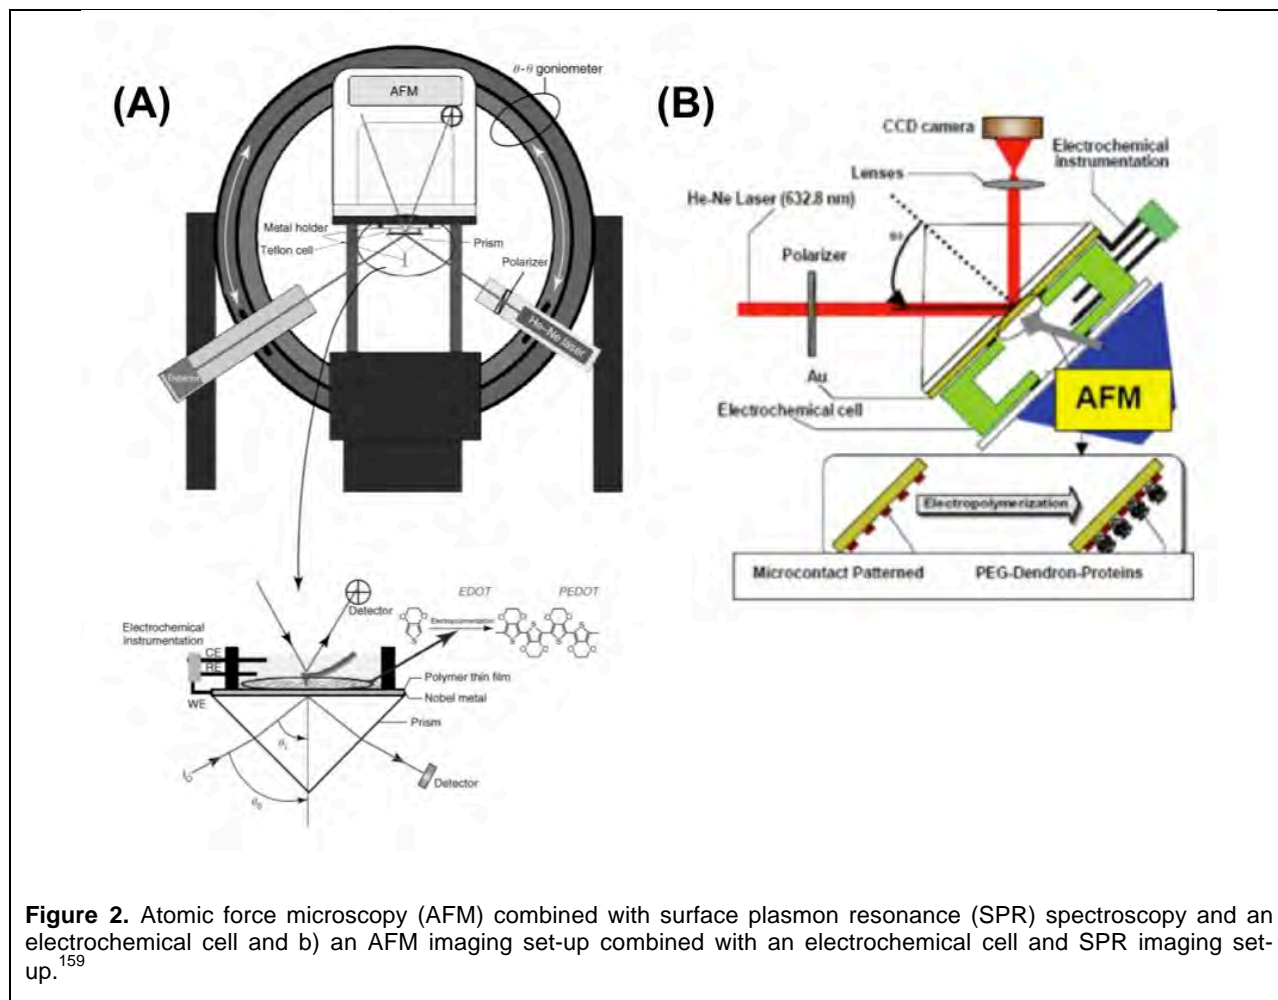 (A)
θ-θ goniometer
AFM
Metal holder
Teflon cell
Prism
Polarizer
He–Ne laser
Detector
EDOT
PEDOT
Detector
Electropolymerization
Electrochemical
instrumentation
CE
RE
WE
Polymer thin film
Nobel metal
Prism
θi
I0
θ0
Detector
(B)
CCD camera
Electrochemical
instrumentation
Lenses
He-Ne Laser (632.8 nm)
Polarizer
Au
Electrochemical cell
AFM
Electropolymerization
Microcontact Patterned
PEG-Dendron-Proteins
Figure 2. Atomic force microscopy (AFM) combined with surface plasmon resonance (SPR) spectroscopy and an
electrochemical cell and b) an AFM imaging set-up combined with an electrochemical cell and SPR imaging set-
up.159